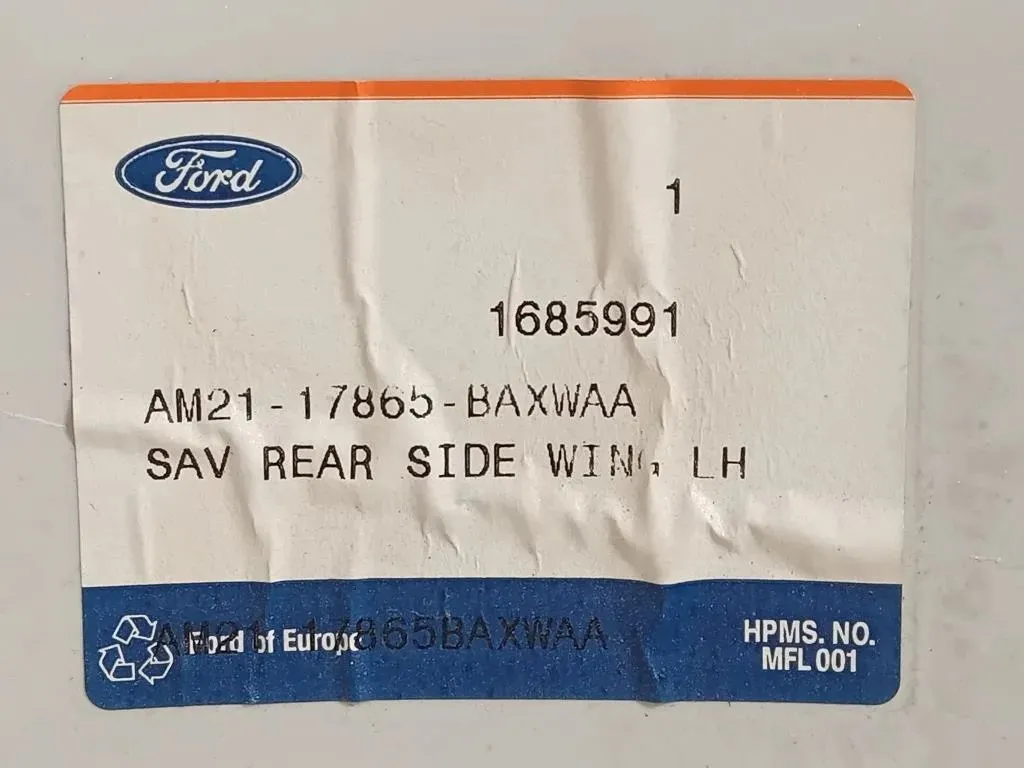 Ford
1
1685991
AM21-17865-BAXWAA
SAV REAR SIDE WING LH
AM21-17865BAXWAA
Ford of Europe
HPMS. NO.
MFL 001